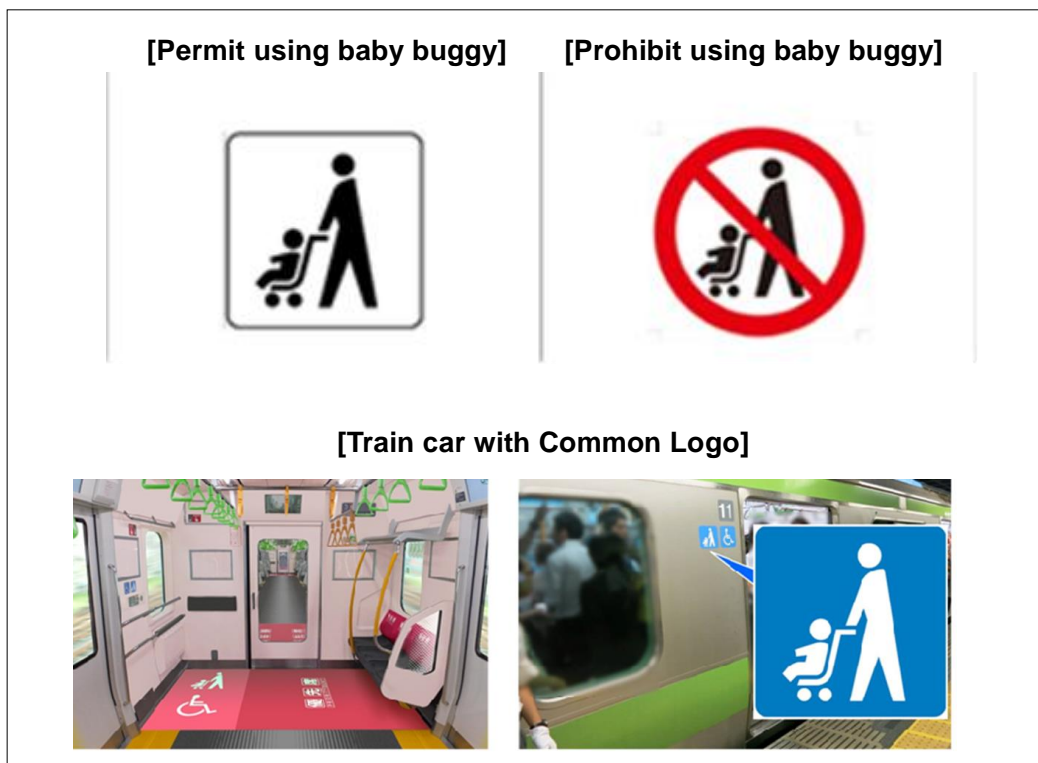 [Permit using baby buggy]
[Prohibit using baby buggy]
[Train car with Common Logo]
11